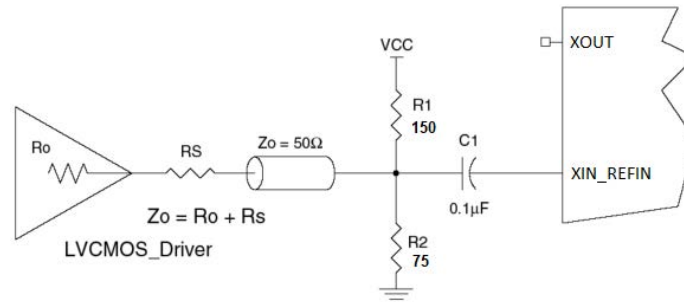 XOUT
VCC
R1
150
Ro
RS
Zo = 50Ω
C1
XIN_REFIN
0.1µF
Zo = Ro + Rs
R2
75
LVCMOS_Driver